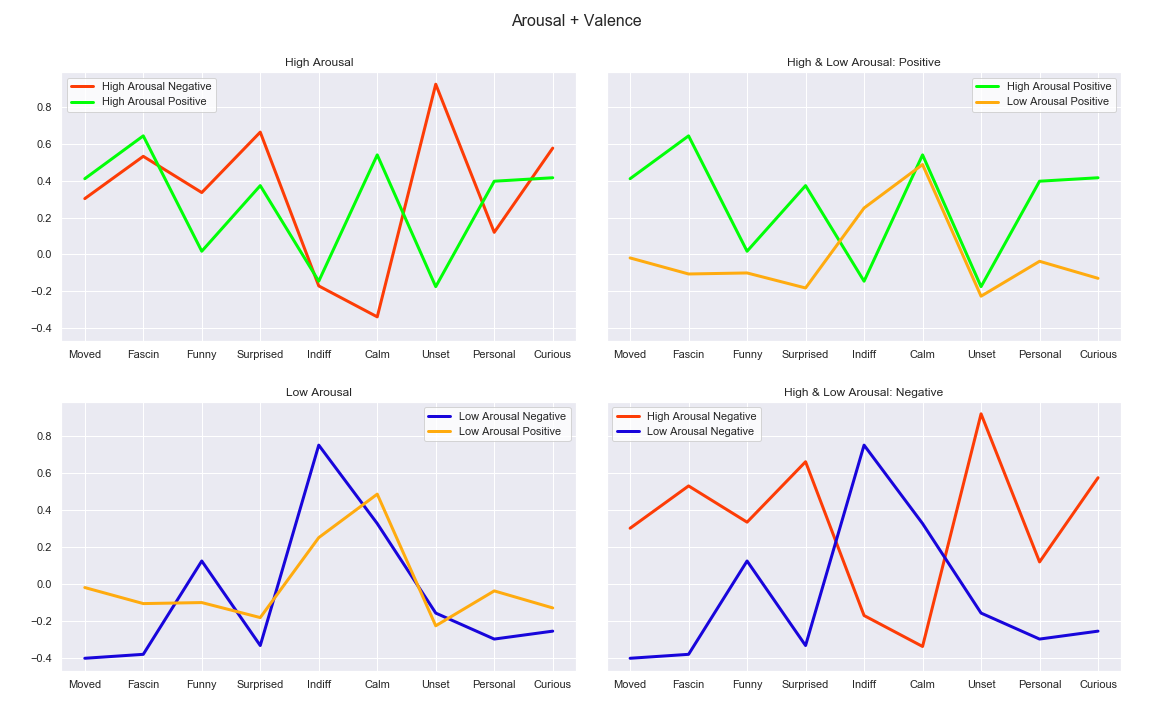 Arousal + Valence
High Arousal
High Arousal Negative
High Arousal Positive
0.8
0.6
0.4
0.2
0.0
−0.2
−0.4
Moved Fascin Funny Surprised Indiff Calm Unset Personal Curious
High & Low Arousal: Positive
High Arousal Positive
Low Arousal Positive
Moved Fascin Funny Surprised Indiff Calm Unset Personal Curious
Low Arousal
Low Arousal Negative
Low Arousal Positive
0.8
0.6
0.4
0.2
0.0
−0.2
−0.4
Moved Fascin Funny Surprised Indiff Calm Unset Personal Curious
High & Low Arousal: Negative
High Arousal Negative
Low Arousal Negative
Moved Fascin Funny Surprised Indiff Calm Unset Personal Curious